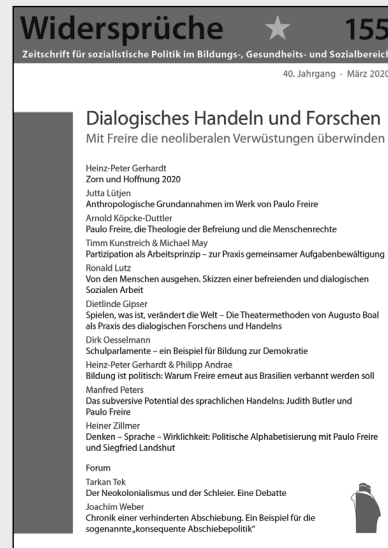 Widersprüche 155
Zeitschrift für sozialistische Politik im Bildungs-, Gesundheits- und Sozialbereich
40. Jahrgang · März 2020
Dialogisches Handeln und Forschen
Mit Freire die neoliberalen Verwüstungen überwinden
Heinz-Peter Gerhardt
Zorn und Hoffnung 2020
Jutta Lütjen
Anthropologische Grundannahmen im Werk von Paulo Freire
Arnold Köpcke-Duttler
Paulo Freire, die Theologie der Befreiung und die Menschenrechte
Timm Kunstreich & Michael May
Partizipation als Arbeitsprinzip – zur Praxis gemeinsamer Aufgabenbewältigung
Ronald Lutz
Von den Menschen ausgehen. Skizzen einer befreienden und dialogischen
Sozialen Arbeit
Dietlinde Gipser
Spielen, was ist, verändert die Welt – Die Theatermethoden von Augusto Boal
als Praxis des dialogischen Forschens und Handelns
Dirk Oesselmann
Schulparlamente – ein Beispiel für Bildung zur Demokratie
Heinz-Peter Gerhardt & Philipp Andrae
Bildung ist politisch: Warum Freire erneut aus Brasilien verbannt werden soll
Manfred Peters
Das subversive Potential des sprachlichen Handelns: Judith Butler und
Paulo Freire
Heiner Zillmer
Denken – Sprache – Wirklichkeit: Politische Alphabetisierung mit Paulo Freire
und Siegfried Landshut
Forum
Tarkan Tek
Der Neokolonialismus und der Schleier. Eine Debatte
Joachim Weber
Chronik einer verhinderten Abschiebung. Ein Beispiel für die
sogenannte „konsequente Abschiebepolitik“